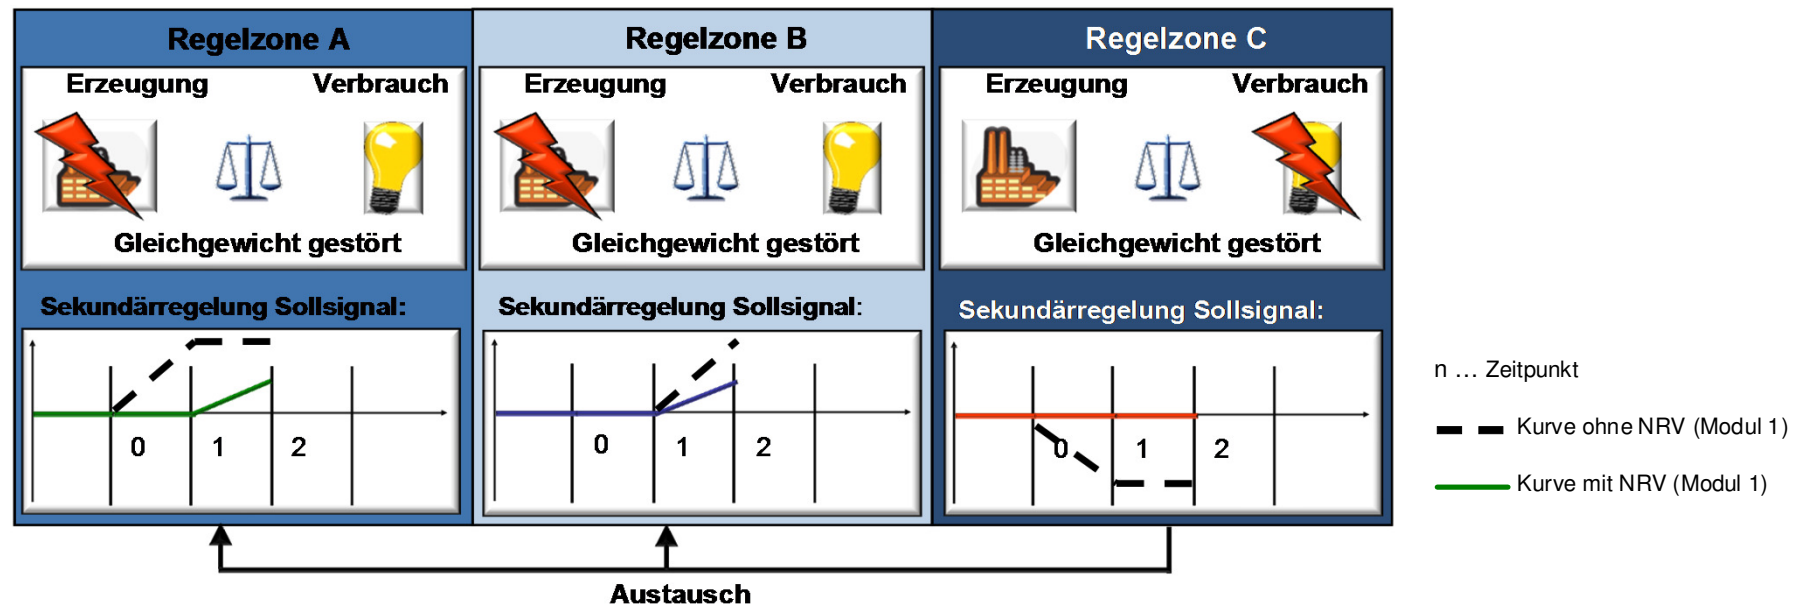 Regelzone A
Erzeugung Verbrauch
Gleichgewicht gestört
Sekundärregelung Sollsignal:
0 1 2
Regelzone B
Erzeugung Verbrauch
Gleichgewicht gestört
Sekundärregelung Sollsignal:
0 1 2
Regelzone C
Erzeugung Verbrauch
Gleichgewicht gestört
Sekundärregelung Sollsignal:
0 1 2
n … Zeitpunkt
Kurve ohne NRV (Modul 1)
Kurve mit NRV (Modul 1)
Austausch